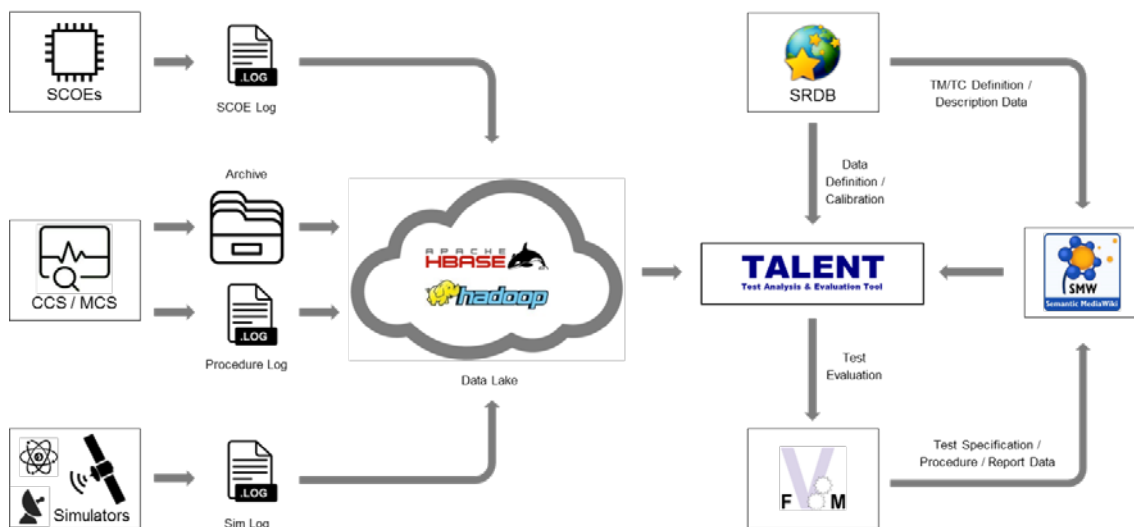 SCOEs
.LOG
SCOE Log
Archive
CCS / MCS
.LOG
Procedure Log
Simulators
.LOG
Sim Log
APACHE
HBASE
hadoop
Data Lake
SRDB
TM/TC Definition /
Description Data
Data
Definition /
Calibration
TALENT
Test Analysis & Evaluation Tool
SMW
Semantic MediaWiki
Test
Evaluation
V
F M
Test Specification /
Procedure / Report Data